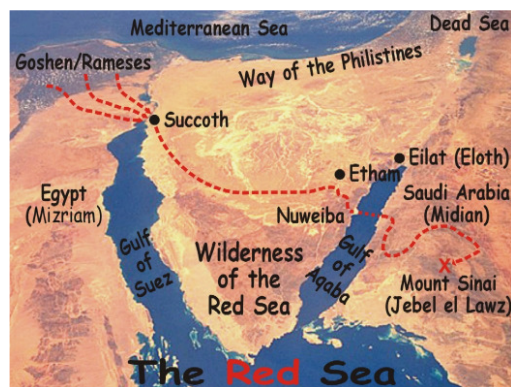 Mediterranean Sea
Dead Sea
Goshen/Rameses
Way of the Philistines
Succoth
Etham
Eilat (Eloth)
Egypt
(Mizriam)
Saudi Arabia
(Midian)
Nuweiba
Gulf
of
Suez
Wilderness
of the
Red Sea
Gulf of Aqaba
Mount Sinai
(Jebel el Lawz)
The Red Sea